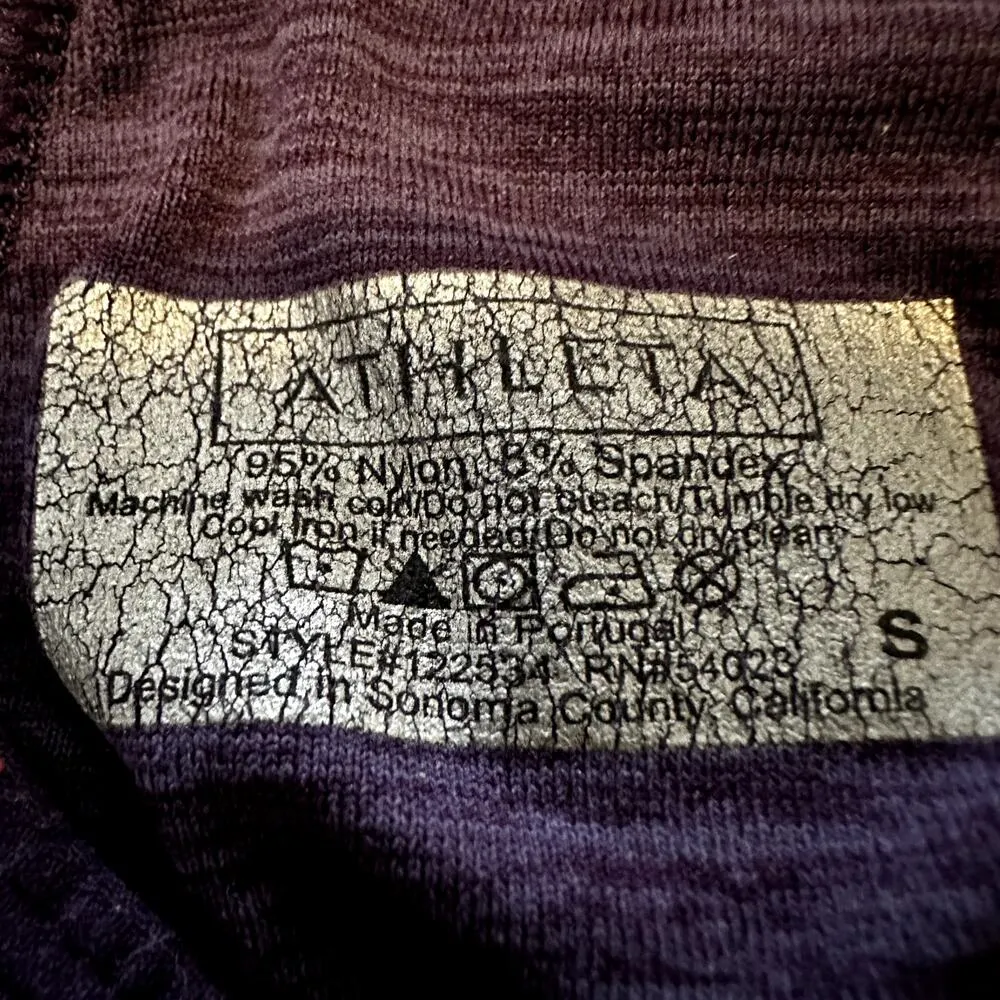 ATHLETA
95% Nylon, 5% Spandex
Machine wash cold/Do not bleach/Tumble dry low
Cool Iron if needed/Do not dry-clean
Made in Portugal
S
STYLE#122534 RN#54023
Designed in Sonoma County, California